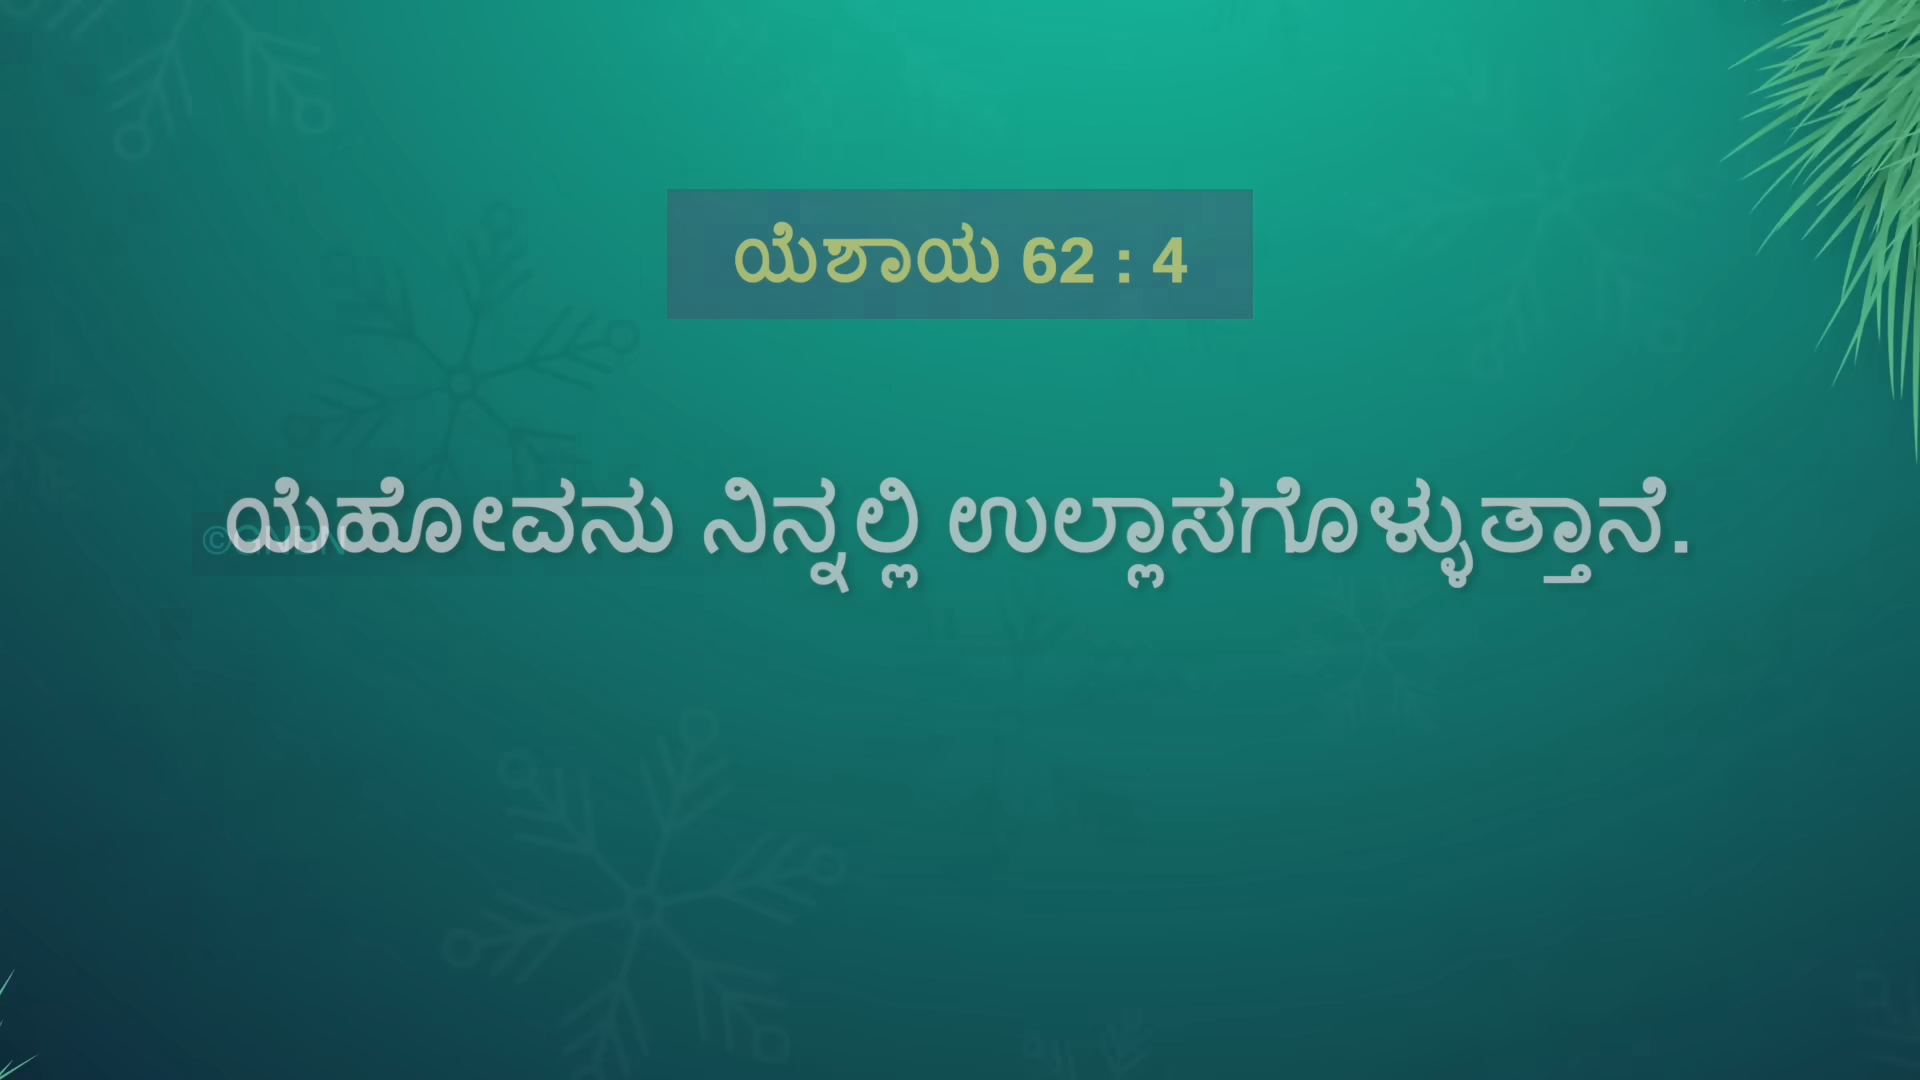 ಯೆಶಾಯ 62 : 4
ಯೆಹೋವನು ನಿನ್ನಲ್ಲಿ ಉಲ್ಲಾಸಗೊಳ್ಳುತ್ತಾನೆ.